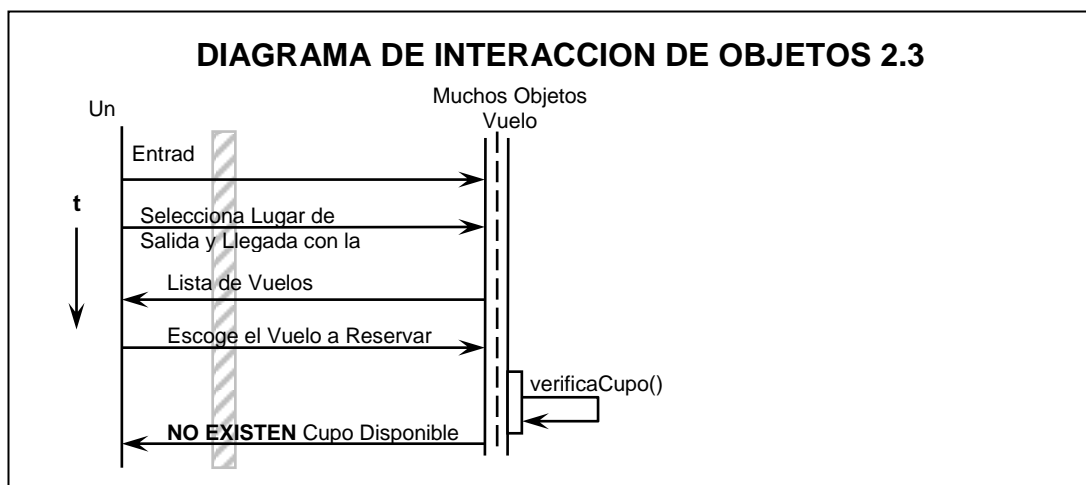 DIAGRAMA DE INTERACCION DE OBJETOS 2.3
Muchos Objetos
Vuelo
Un
Entrad
t
Selecciona Lugar de
Salida y Llegada con la
Lista de Vuelos
Escoge el Vuelo a Reservar
verificaCupo()
NO EXISTEN Cupo Disponible